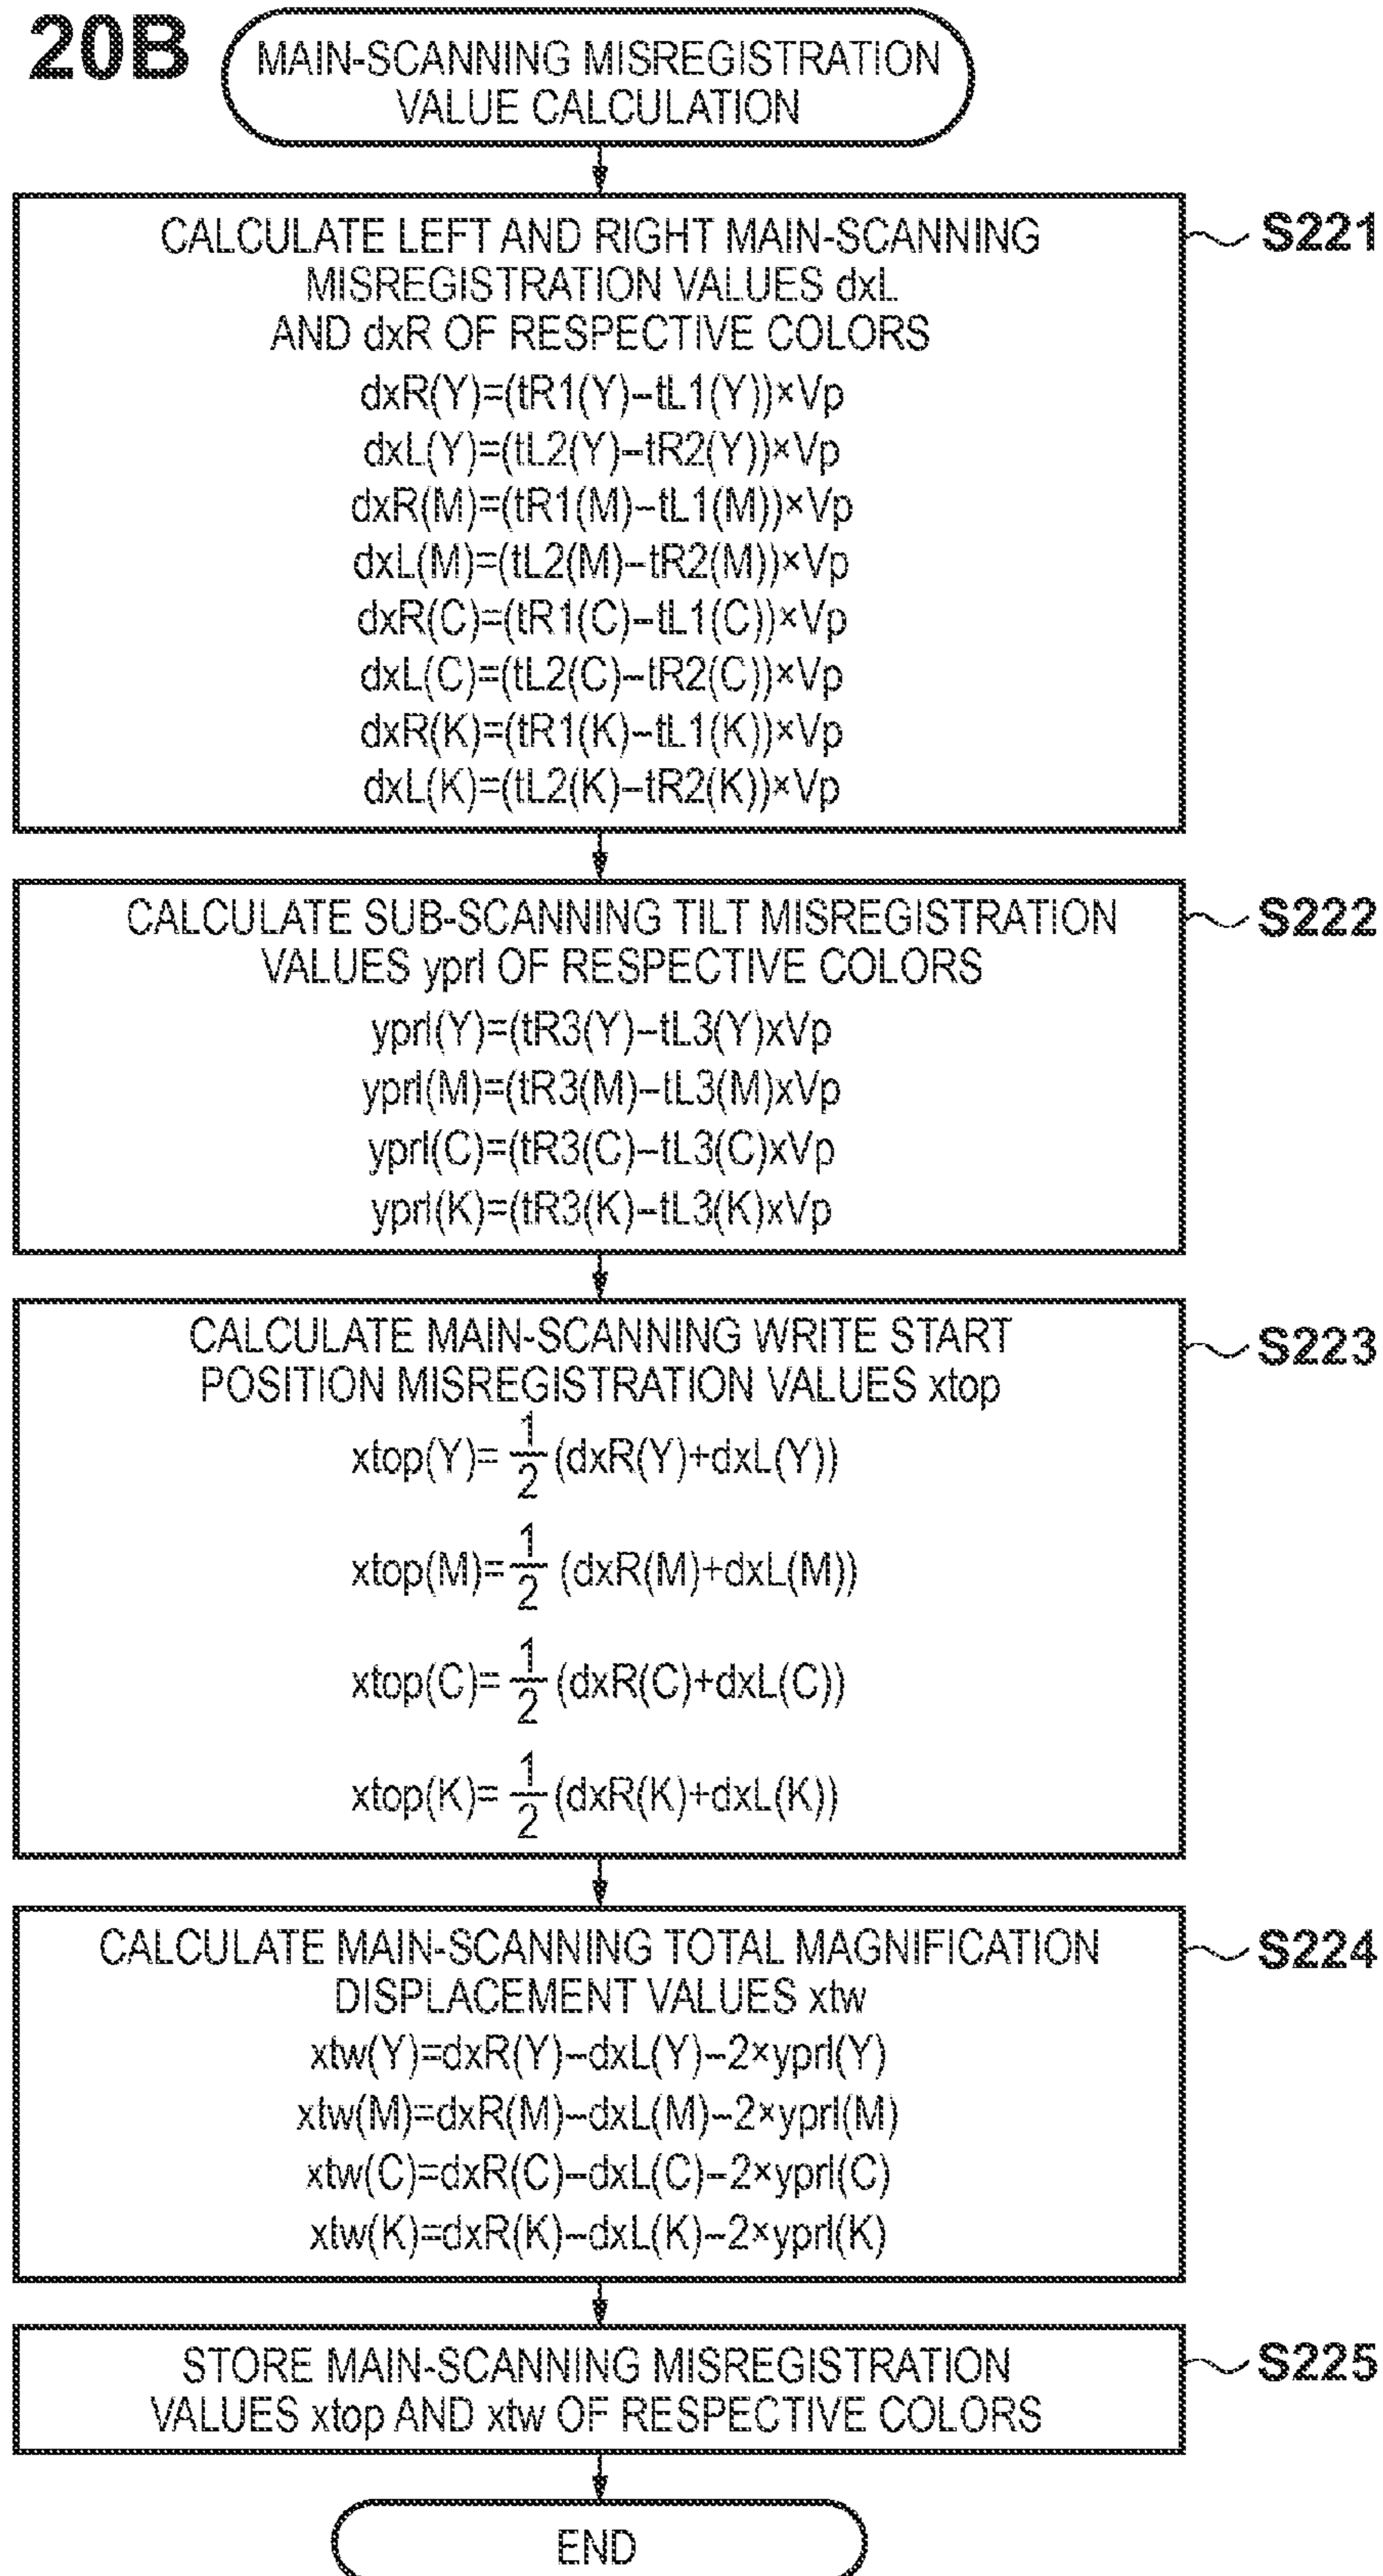 20B
MAIN-SCANNING MISREGISTRATION
VALUE CALCULATION
CALCULATE LEFT AND RIGHT MAIN-SCANNING
MISREGISTRATION VALUES dxL
AND dxR OF RESPECTIVE COLORS
dxR(Y)=(tR1(Y)–tL1(Y))×Vp
dxL(Y)=(tL2(Y)–tR2(Y))×Vp
dxR(M)=(tR1(M)–tL1(M))×Vp
dxL(M)=(tL2(M)–tR2(M))×Vp
dxR(C)=(tR1(C)–tL1(C))×Vp
dxL(C)=(tL2(C)–tR2(C))×Vp
dxR(K)=(tR1(K)–tL1(K))×Vp
dxL(K)=(tL2(K)–tR2(K))×Vp
S221
CALCULATE SUB-SCANNING TILT MISREGISTRATION
VALUES yprl OF RESPECTIVE COLORS
yprl(Y)=(tR3(Y)–tL3(Y)xVp
yprl(M)=(tR3(M)–tL3(M)xVp
yprl(C)=(tR3(C)–tL3(C)xVp
yprl(K)=(tR3(K)–tL3(K)xVp
S222
CALCULATE MAIN-SCANNING WRITE START
POSITION MISREGISTRATION VALUES xtop
xtop(Y)= 1/2 (dxR(Y)+dxL(Y))
xtop(M)= 1/2 (dxR(M)+dxL(M))
xtop(C)= 1/2 (dxR(C)+dxL(C))
xtop(K)= 1/2 (dxR(K)+dxL(K))
S223
CALCULATE MAIN-SCANNING TOTAL MAGNIFICATION
DISPLACEMENT VALUES xtw
xtw(Y)=dxR(Y)–dxL(Y)–2×yprl(Y)
xtw(M)=dxR(M)–dxL(M)–2×yprl(M)
xtw(C)=dxR(C)–dxL(C)–2×yprl(C)
xtw(K)=dxR(K)–dxL(K)–2×yprl(K)
S224
STORE MAIN-SCANNING MISREGISTRATION
VALUES xtop AND xtw OF RESPECTIVE COLORS
S225
END